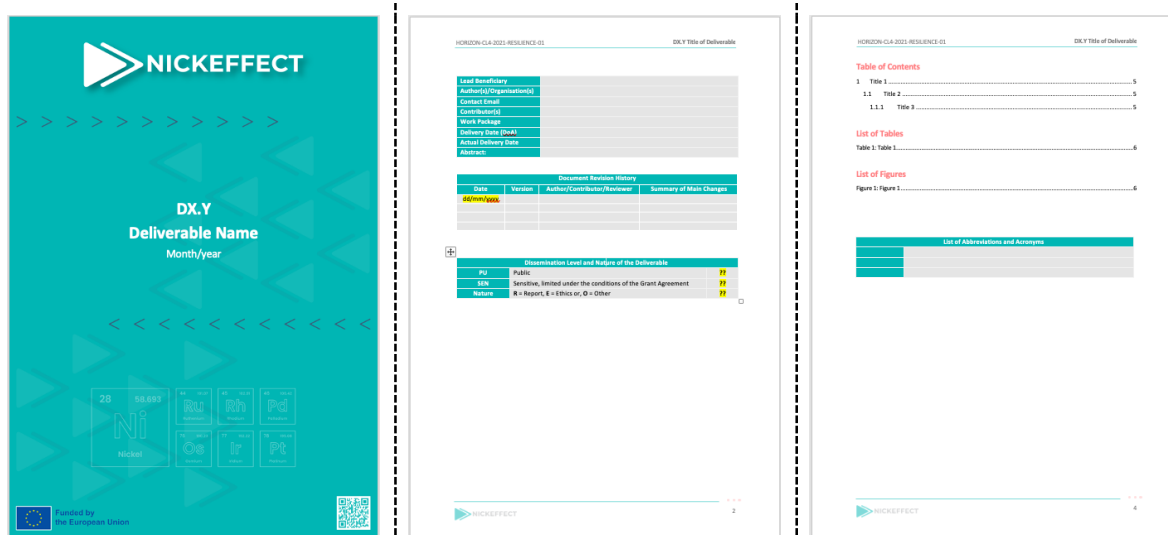 NICKEFFECT
> > > > > > > > > > >
DX.Y
Deliverable Name
Month/year
< < < < < < < < < < <
28 58.693
Ni
Nickel
Ru Rh Pd
Os Ir Pt
Funded by
the European Union
HORIZON-CL4-2021-RESILIENCE-01 DX.Y Title of Deliverable
Lead Beneficiary
Author(s)/Organisation(s)
Contact Email
Contributor(s)
Work Package
Delivery Date (DoA)
Actual Delivery Date
Abstract:
Document Revision History
Date Version Author/Contributor/Reviewer Summary of Main Changes
dd/mm/yyyy
Dissemination Level and Nature of the Deliverable
PU Public ??
SEN Sensitive, limited under the conditions of the Grant Agreement ??
Nature R = Report, E = Ethics or, O = Other ??
NICKEFFECT 2
HORIZON-CL4-2021-RESILIENCE-01 DX.Y Title of Deliverable
Table of Contents
1 Title 1 5
1.1 Title 2 5
1.1.1 Title 3 5
List of Tables
Table 1: Table 1 6
List of Figures
Figure 1: Figure 1 6
List of Abbreviations and Acronyms
NICKEFFECT 4